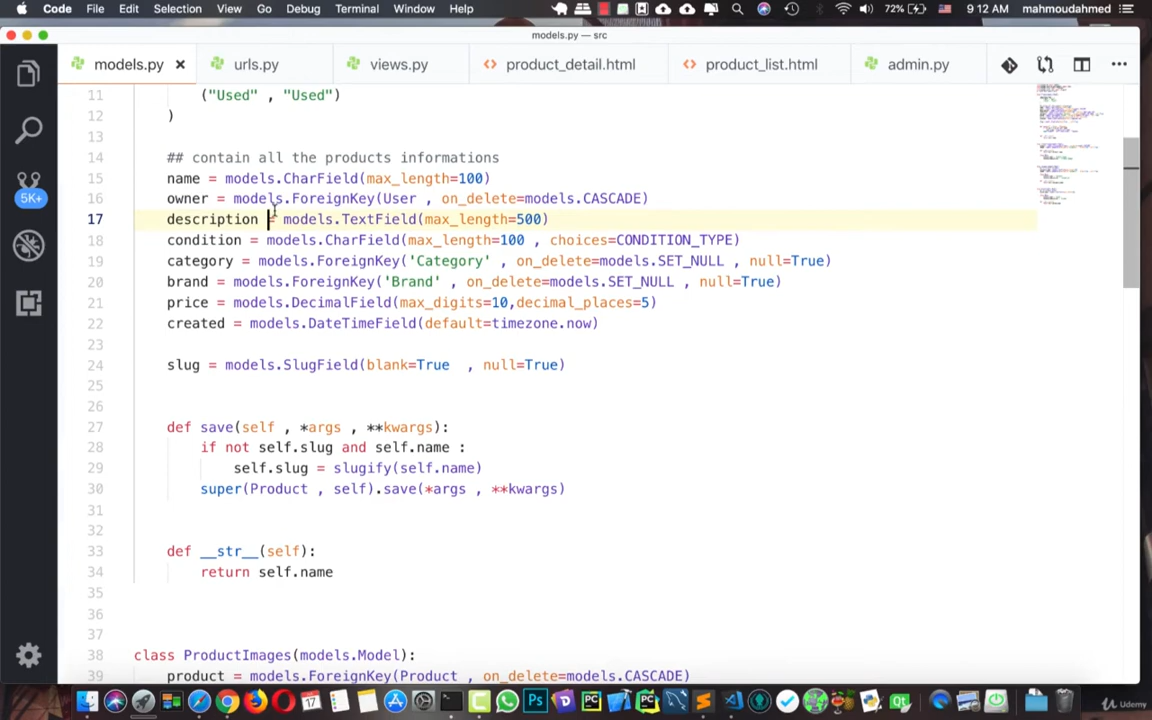 Code File Edit Selection View Go Debug Terminal Window Help 72% 9:12 AM mahmoudahmed
models.py — src
models.py urls.py views.py product_detail.html product_list.html admin.py
11 ("Used" , "Used")
12 )
13
14 ## contain all the products informations
15 name = models.CharField(max_length=100)
16 owner = models.ForeignKey(User , on_delete=models.CASCADE)
17 description = models.TextField(max_length=500)
18 condition = models.CharField(max_length=100 , choices=CONDITION_TYPE)
19 category = models.ForeignKey('Category' , on_delete=models.SET_NULL , null=True)
20 brand = models.ForeignKey('Brand' , on_delete=models.SET_NULL , null=True)
21 price = models.DecimalField(max_digits=10,decimal_places=5)
22 created = models.DateTimeField(default=timezone.now)
23
24 slug = models.SlugField(blank=True , null=True)
25
26
27 def save(self , *args , **kwargs):
28 if not self.slug and self.name :
29 self.slug = slugify(self.name)
30 super(Product , self).save(*args , **kwargs)
31
32
33 def __str__(self):
34 return self.name
35
36
37
38 class ProductImages(models.Model):
39 product = models.ForeignKey(Product , on_delete=models.CASCADE)
5K+
17
Ps
PC
PC
Qt
Udemy